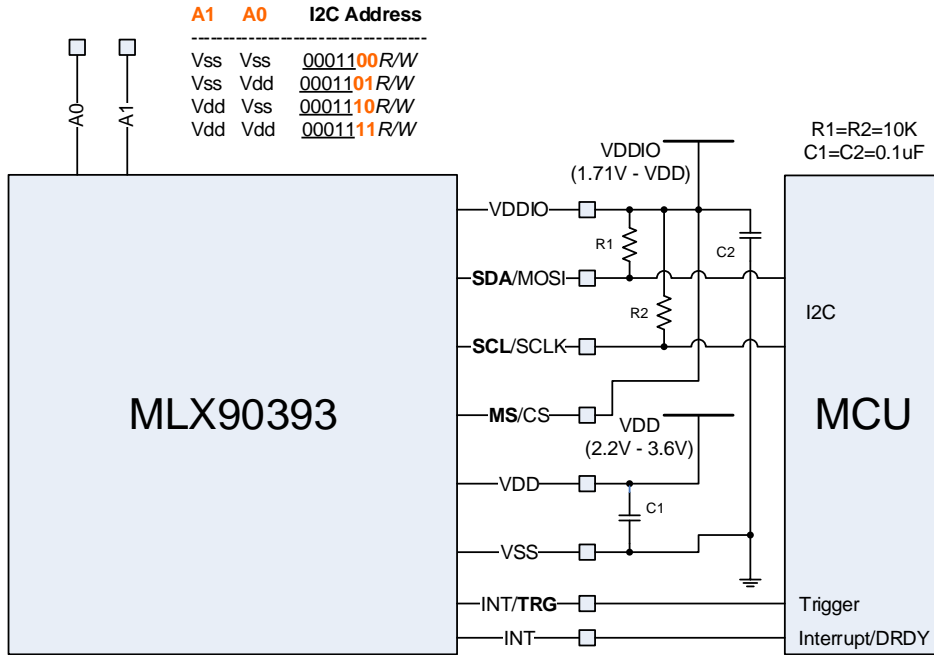 A1 A0 I2C Address
---------------------------------
Vss Vss 0001100R/W
Vss Vdd 0001101R/W
Vdd Vss 0001110R/W
Vdd Vdd 0001111R/W
A0
A1
R1=R2=10K
C1=C2=0.1uF
VDDIO
(1.71V - VDD)
VDDIO
R1
C2
SDA/MOSI
R2
I2C
SCL/SCLK
MLX90393
MS/CS
MCU
VDD
(2.2V - 3.6V)
VDD
C1
VSS
INT/TRG
Trigger
INT
Interrupt/DRDY